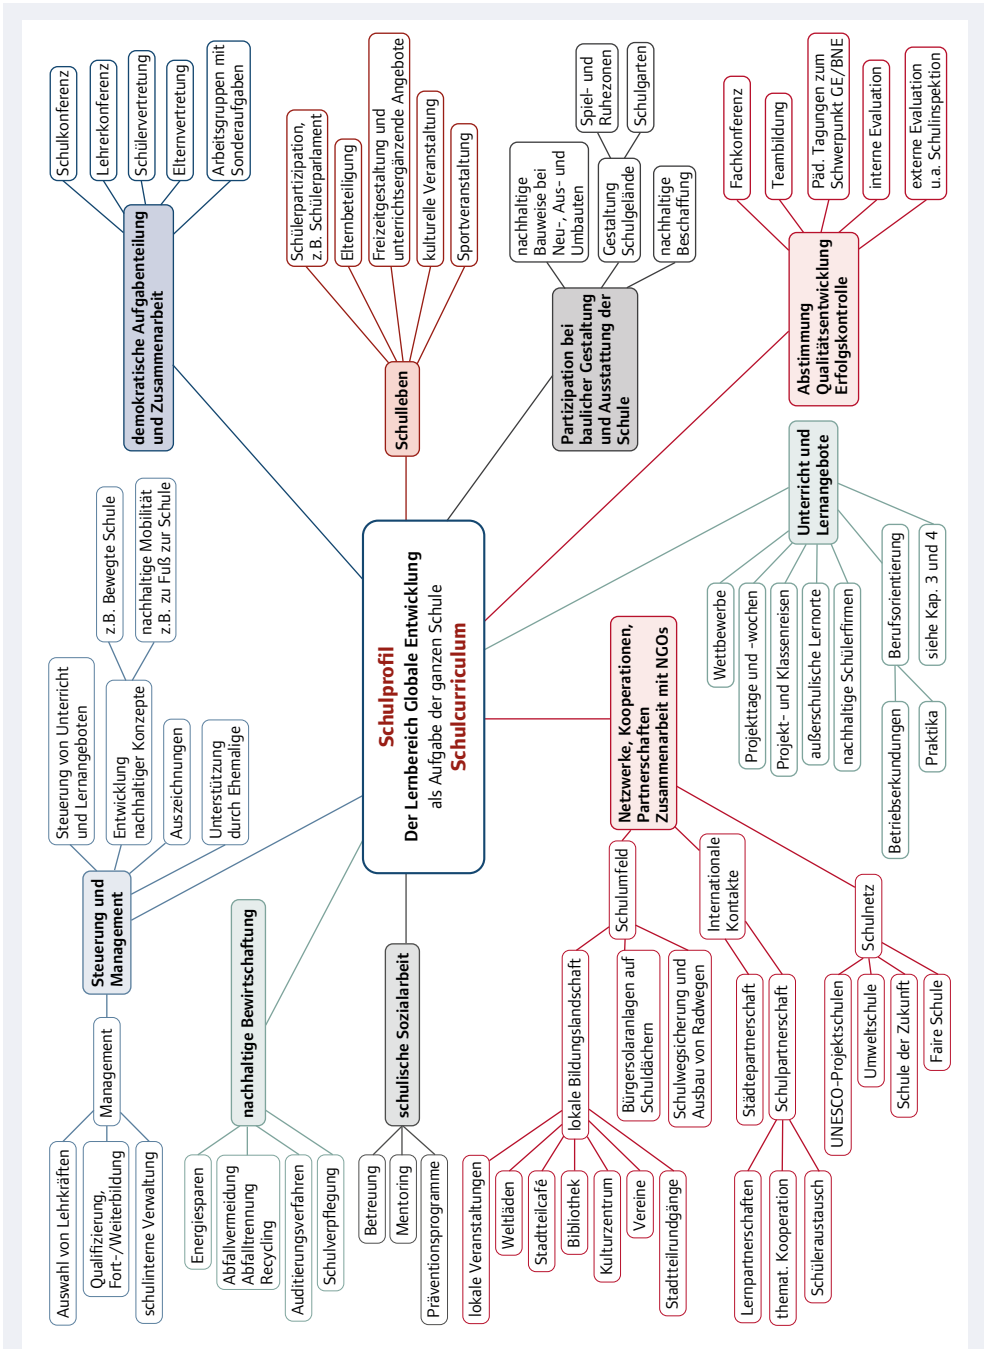 Schulprofil
Der Lernbereich Globale Entwicklung
als Aufgabe der ganzen Schule
Schulcurriculum
Steuerung und
Management
Management
Auswahl von Lehrkräften
Qualifizierung,
Fort-/Weiterbildung
schulinterne Verwaltung
Steuerung von Unterricht
und Lernangeboten
Entwicklung
nachhaltiger Konzepte
z.B. Bewegte Schule
nachhaltige Mobilität
z.B. zu Fuß zur Schule
Auszeichnungen
Unterstützung
durch Ehemalige
demokratische Aufgabenteilung
und Zusammenarbeit
Schulkonferenz
Lehrerkonferenz
Schülervertretung
Elternvertretung
Arbeitsgruppen mit
Sonderaufgaben
nachhaltige Bewirtschaftung
Energiesparen
Abfallvermeidung
Abfalltrennung
Recycling
Auditierungsverfahren
Schulverpflegung
Schulleben
Schülerpartizipation,
z.B. Schülerparlament
Elternbeteiligung
Freizeitgestaltung und
unterrichtsergänzende Angebote
kulturelle Veranstaltung
Sportveranstaltung
schulische Sozialarbeit
Betreuung
Mentoring
Präventionsprogramme
Partizipation bei
baulicher Gestaltung
und Ausstattung der
Schule
nachhaltige
Bauweise bei
Neu-, Aus- und
Umbauten
Gestaltung
Schulgelände
Spiel- und
Ruhezonen
Schulgarten
nachhaltige
Beschaffung
Netzwerke, Kooperationen,
Partnerschaften
Zusammenarbeit mit NGOs
Schulumfeld
lokale Bildungslandschaft
lokale Veranstaltungen
Weltläden
Stadtteilcafé
Bibliothek
Kulturzentrum
Vereine
Stadtteilrundgänge
Bürgersolaranlagen auf
Schuldächern
Schulwegsicherung und
Ausbau von Radwegen
Internationale
Kontakte
Städtepartnerschaft
Schulpartnerschaft
Lernpartnerschaften
themat. Kooperation
Schüleraustausch
Schulnetz
UNESCO-Projektschulen
Umweltschule
Schule der Zukunft
Faire Schule
Unterricht und
Lernangebote
Wettbewerbe
Projekttage und -wochen
Projekt- und Klassenreisen
außerschulische Lernorte
nachhaltige Schülerfirmen
Berufsorientierung
Betriebserkundungen
Praktika
siehe Kap. 3 und 4
Abstimmung
Qualitätsentwicklung
Erfolgskontrolle
Fachkonferenz
Teambildung
Päd. Tagungen zum
Schwerpunkt GE/BNE
interne Evaluation
externe Evaluation
u.a. Schulinspektion